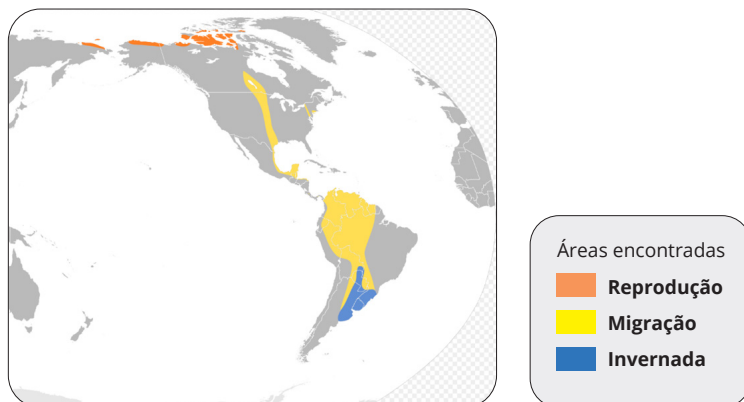 Áreas encontradas
Reprodução
Migração
Invernada